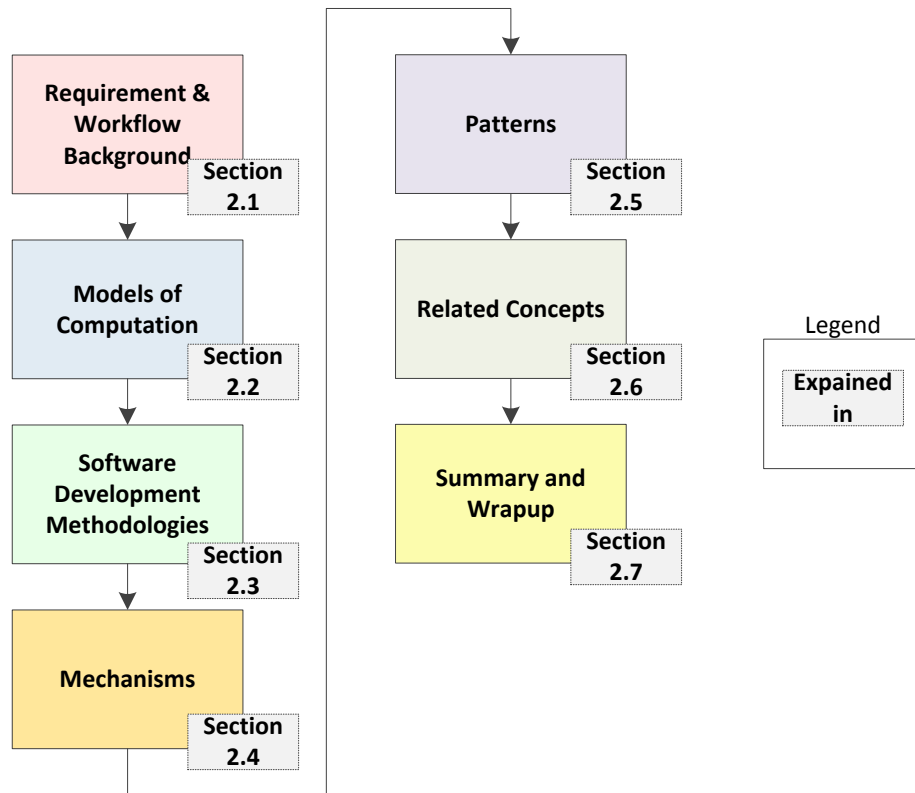 Requirement &
Workflow
Background
Section
2.1
Models of
Computation
Section
2.2
Software
Development
Methodologies
Section
2.3
Mechanisms
Section
2.4
Patterns
Section
2.5
Related Concepts
Section
2.6
Summary and
Wrapup
Section
2.7
Legend
Expained
in